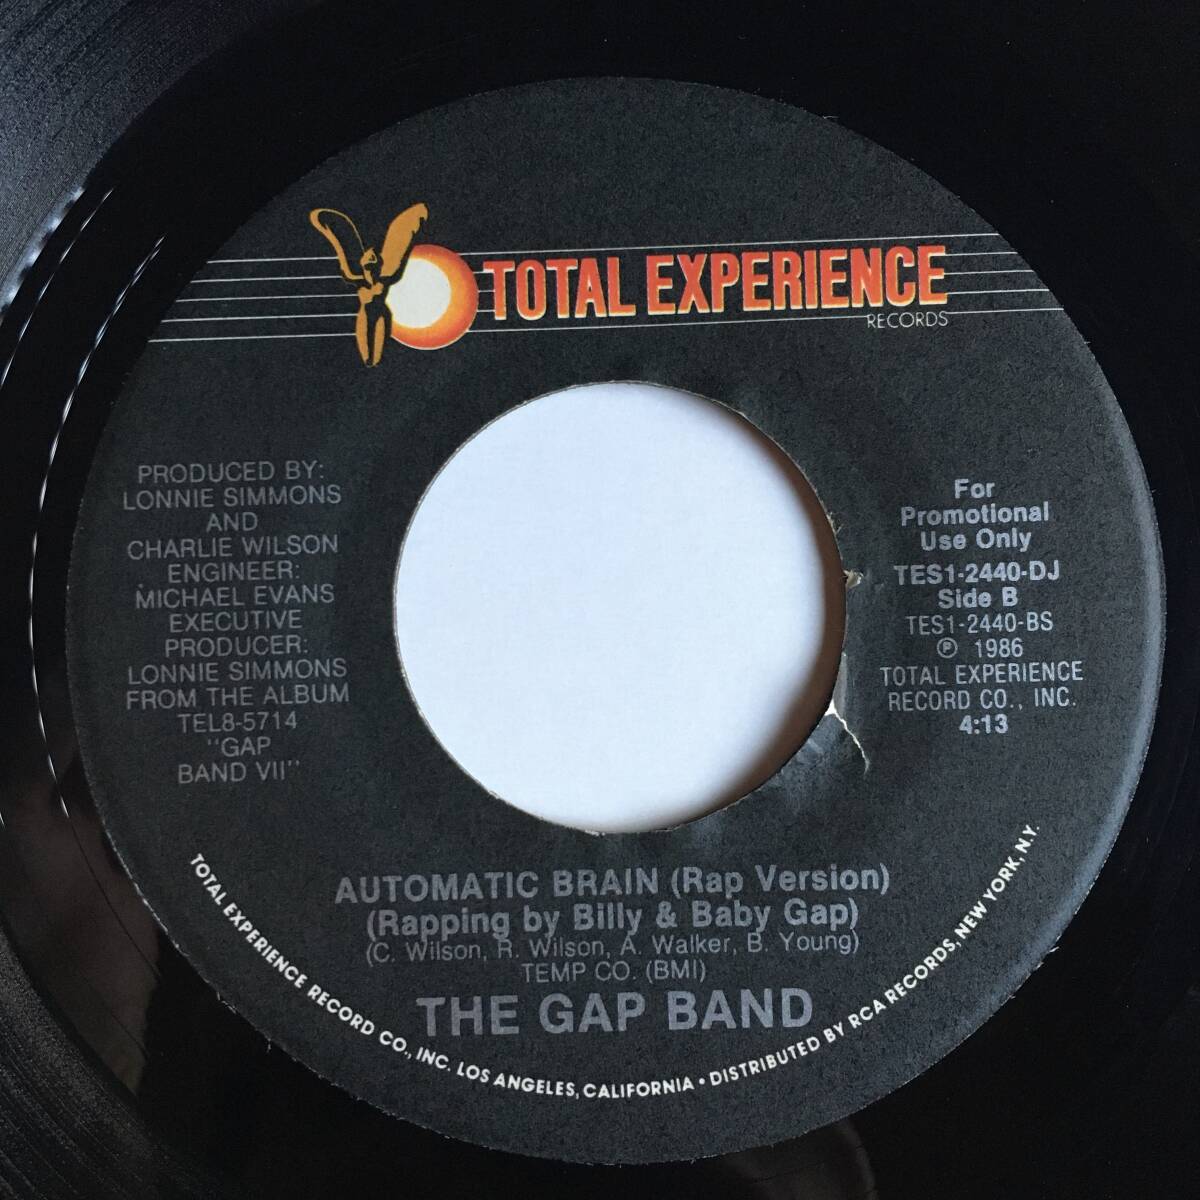 TOTAL EXPERIENCE
RECORDS
PRODUCED BY:
LONNIE SIMMONS
AND
CHARLIE WILSON
ENGINEER:
MICHAEL EVANS
EXECUTIVE
PRODUCER:
LONNIE SIMMONS
FROM THE ALBUM
TEL8-5714
"GAP
BAND VII"
For
Promotional
Use Only
TES1-2440-DJ
Side B
TES1-2440-BS
℗ 1986
TOTAL EXPERIENCE
RECORD CO., INC.
4:13
AUTOMATIC BRAIN (Rap Version)
(Rapping by Billy & Baby Gap)
(C. Wilson, R. Wilson, A. Walker, B. Young)
TEMP CO. (BMI)
THE GAP BAND
TOTAL EXPERIENCE RECORD CO., INC. LOS ANGELES, CALIFORNIA • DISTRIBUTED BY RCA RECORDS, NEW YORK, N.Y.